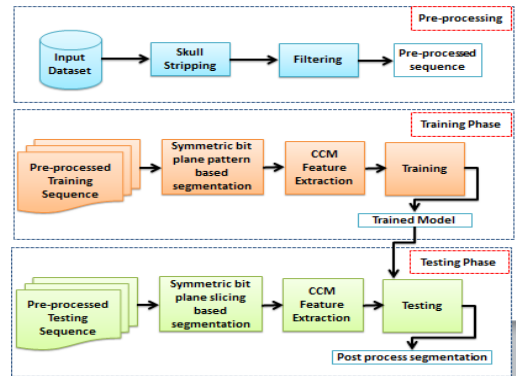 Pre-processing
Input
Dataset
Skull
Stripping
Filtering
Pre-processed
sequence
Training Phase
Pre-processed
Training
Sequence
Symmetric bit
plane pattern
based
segmentation
CCM
Feature
Extraction
Training
Trained Model
Testing Phase
Pre-processed
Testing
Sequence
Symmetric bit
plane slicing
based
segmentation
CCM
Feature
Extraction
Testing
Post process segmentation